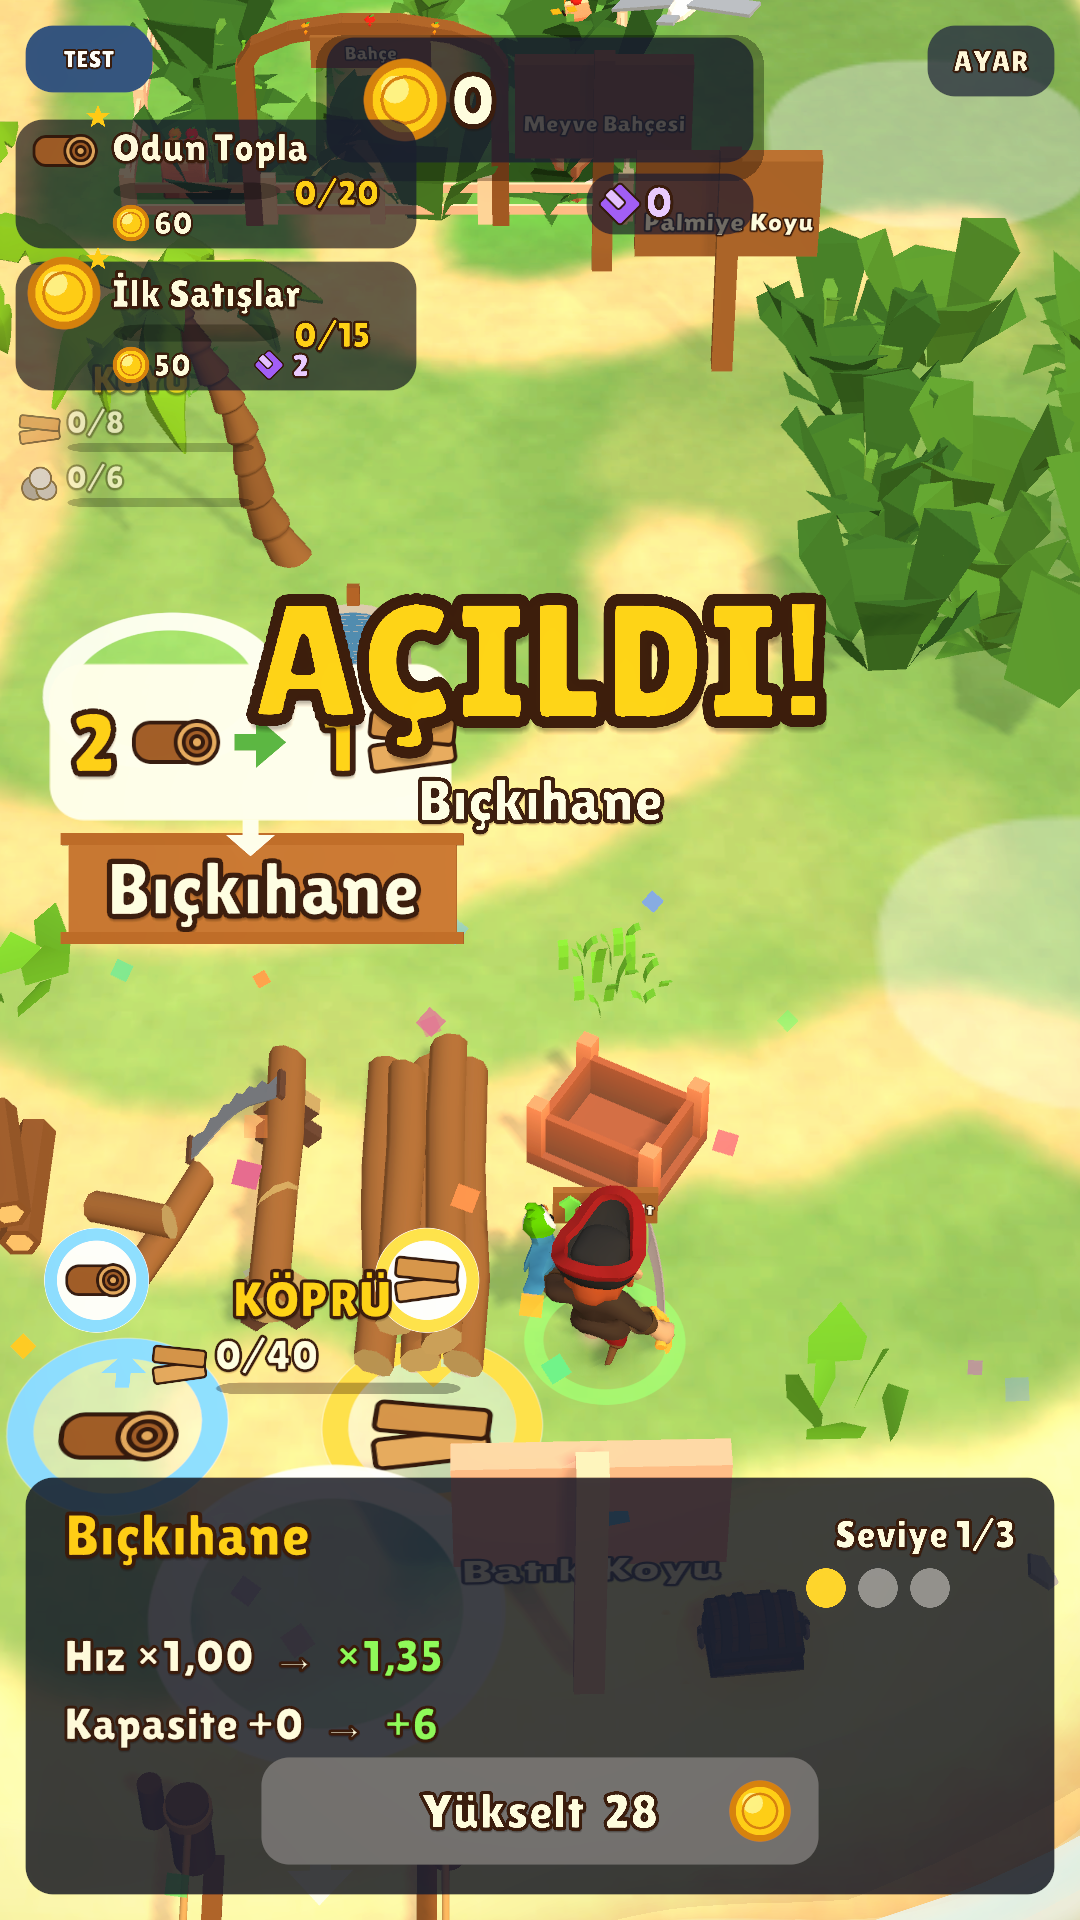 TEST
Bahçe
0
AYAR
Meyve Bahçesi
Odun Topla
0/20
60
0
Palmiye Koyu
İlk Satışlar
0/15
50
2
KOYU
0/8
0/6
AÇILDI!
2
1
Bıçkıhane
Bıçkıhane
KÖPRÜ
0/40
Bıçkıhane
Seviye 1/3
Batık Koyu
Hız ×1,00 → ×1,35
Kapasite +0 → +6
Yükselt 28